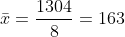 x̄ = 1304/8 = 163